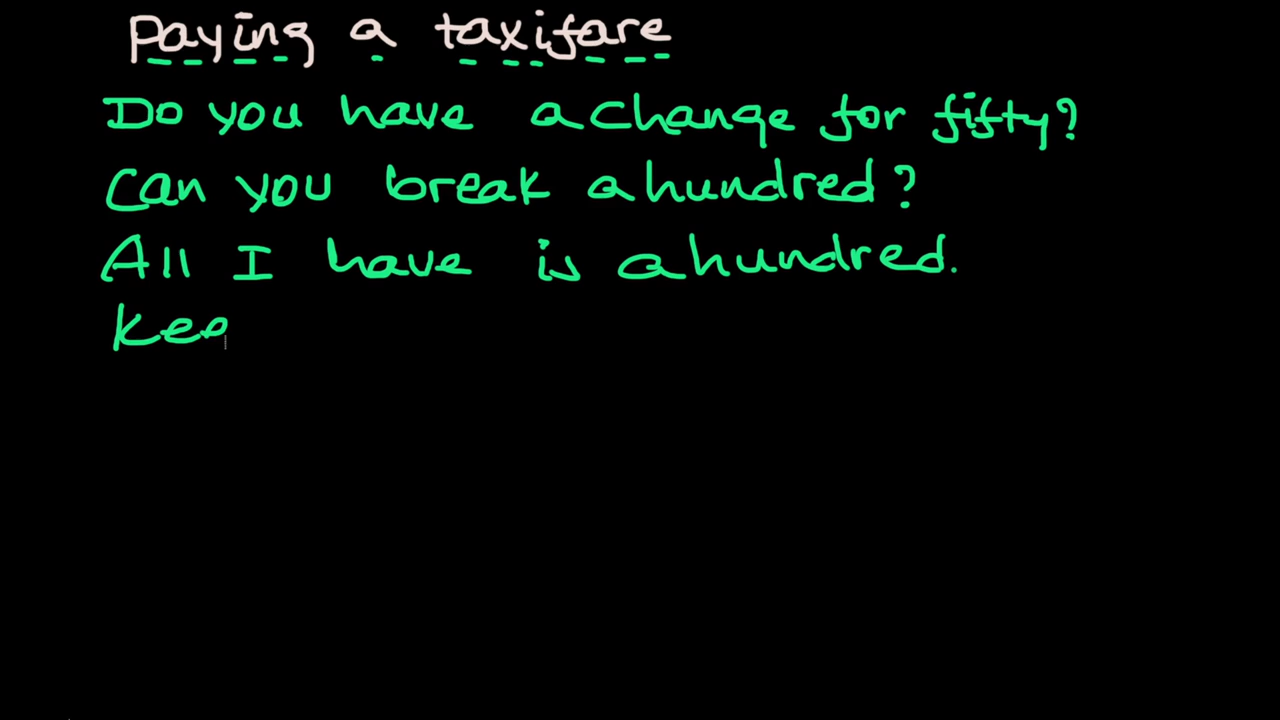 Paying a taxifare
Do you have a change for fifty?
Can you break a hundred?
All I have is a hundred.
Kee